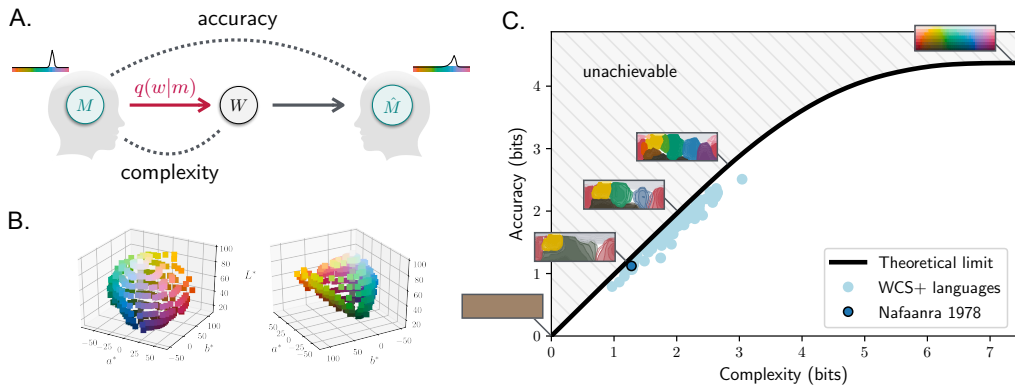 A.
accuracy
M
q(w|m)
W
M̂
complexity
B.
100
80
60
40
20
L*
−50
−25
0
25
50
a*
−50
0
50
100
b*
100
80
60
40
20
50
25
0
−25
−50
a*
100
50
0
−50
b*
C.
unachievable
Accuracy (bits)
4
3
2
1
0
Theoretical limit
WCS+ languages
Nafaanra 1978
0 1 2 3 4 5 6 7
Complexity (bits)